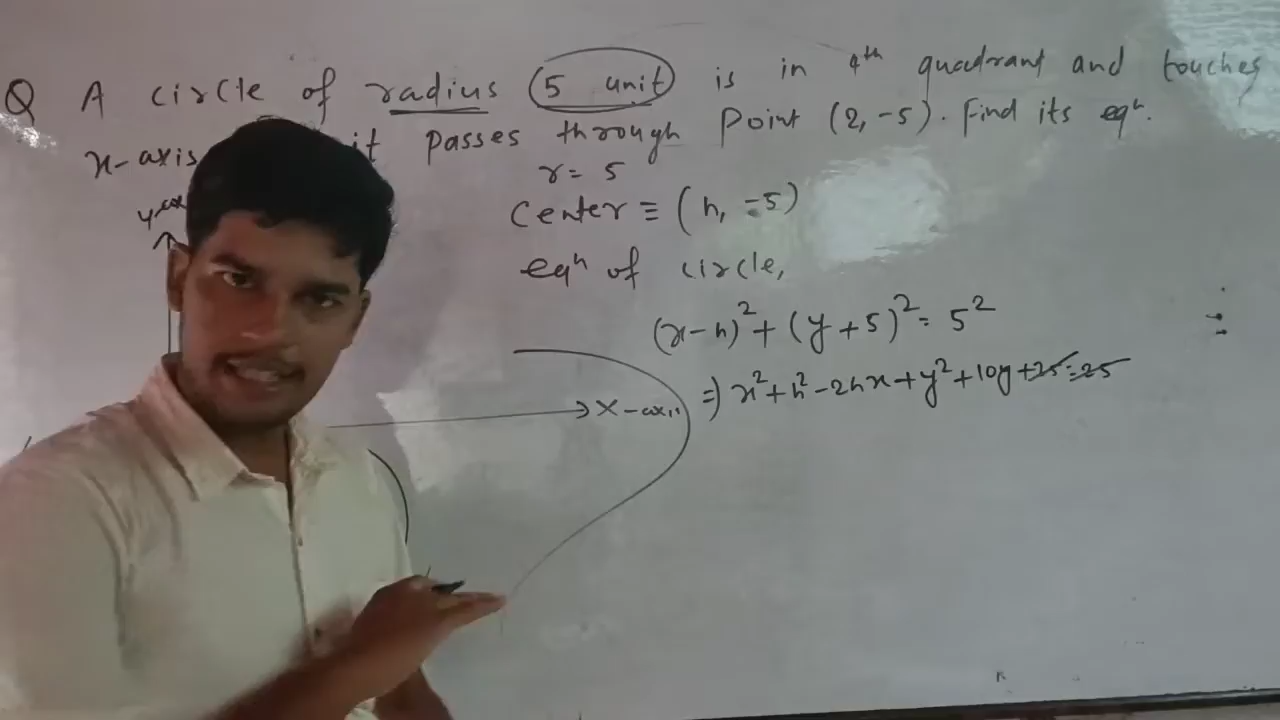 Q A circle of radius 5 unit is in 4th quadrant and touches
x-axis it passes through Point (2, -5). Find its eqⁿ.
r = 5
Center ≡ (h, -5)
eqⁿ of circle,
(x-h)² + (y+5)² = 5²
⇒) x² + h² - 2hx + y² + 10y + 25 = 25
X-axis